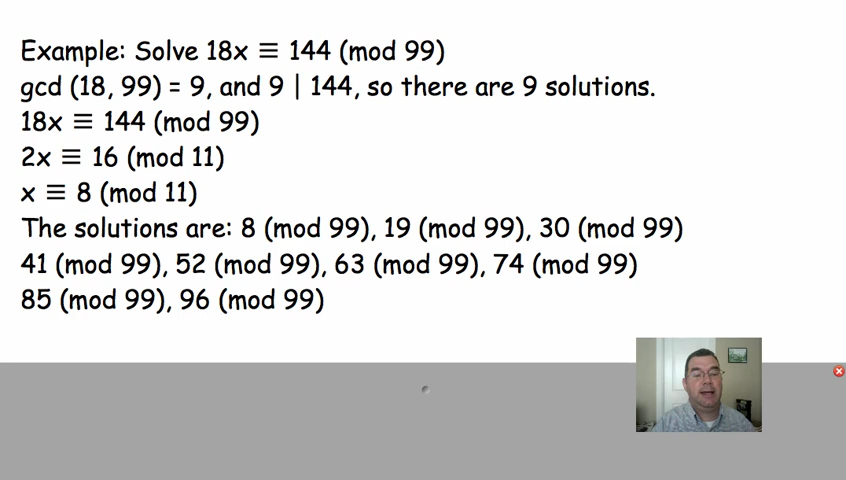 Example: Solve 18x ≡ 144 (mod 99)
gcd (18, 99) = 9, and 9 | 144, so there are 9 solutions.
18x ≡ 144 (mod 99)
2x ≡ 16 (mod 11)
x ≡ 8 (mod 11)
The solutions are: 8 (mod 99), 19 (mod 99), 30 (mod 99)
41 (mod 99), 52 (mod 99), 63 (mod 99), 74 (mod 99)
85 (mod 99), 96 (mod 99)